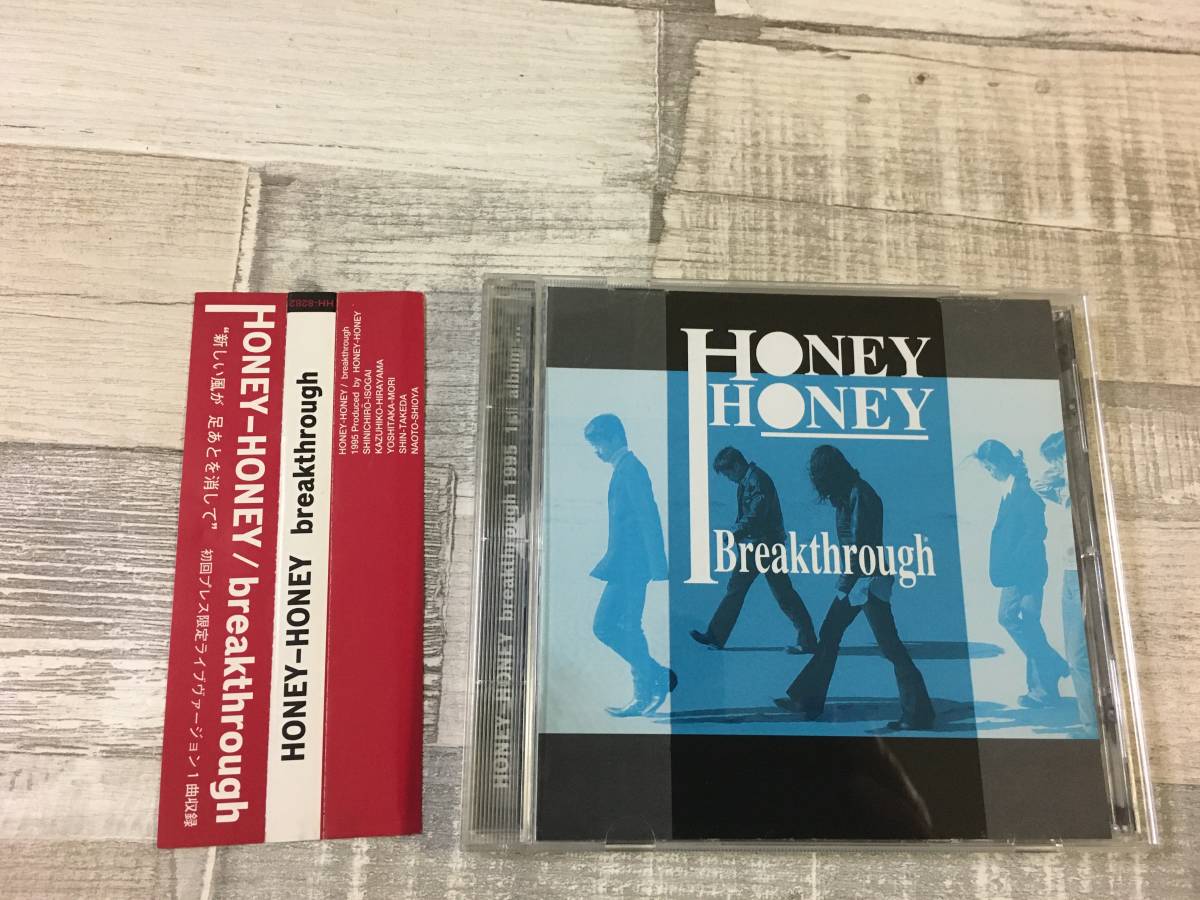 HONEY-HONEY / breakthrough
“新しい風が 足あとを消して” 初回プレス限定ライブヴァージョン1曲収録
HH-8282
HONEY-HONEY breakthrough
HONEY-HONEY / breakthrough
1995 Produced by HONEY-HONEY
SHINICHIRŌ-ISOGAI
KAZUHIKO-HIRAYAMA
YOSHITAKA-MORI
SHIN-TAKEDA
NAOTO-SHIOYA
HONEY HONEY breakthrough 1995 1st album...
HONEY
HONEY
Breakthrough